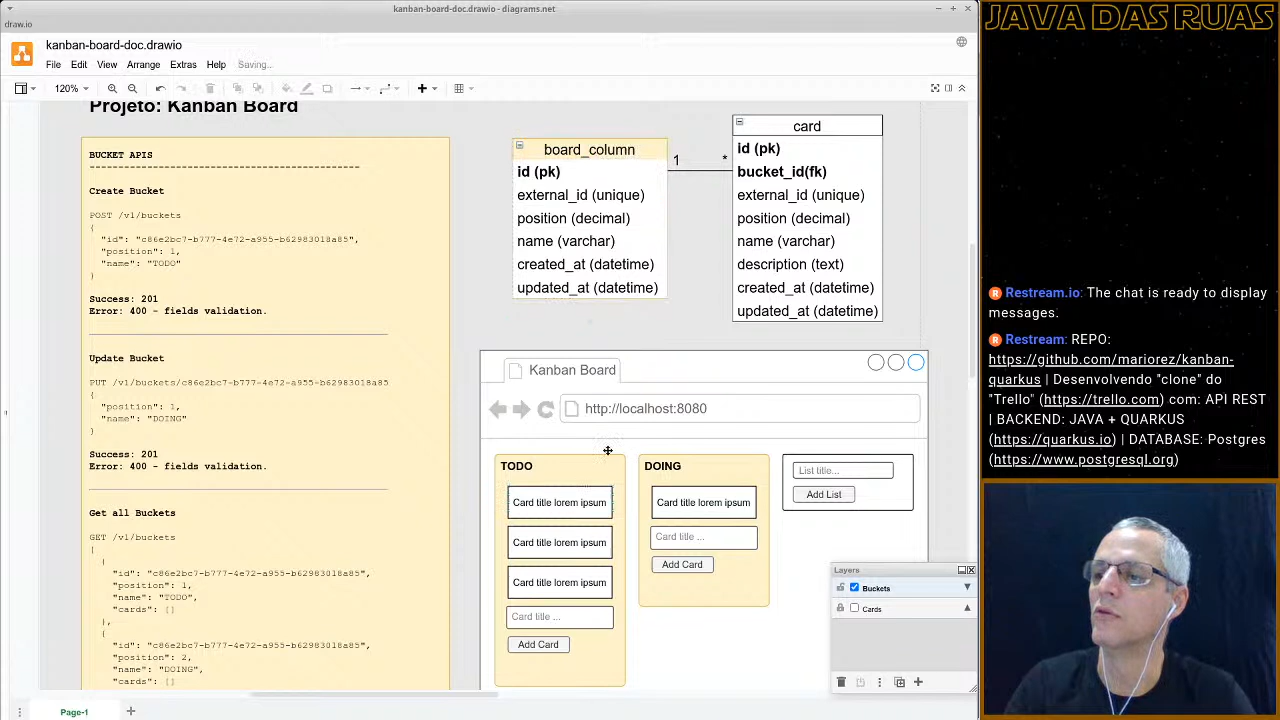 kanban-board-doc.drawio - diagrams.net
draw.io
kanban-board-doc.drawio
File Edit View Arrange Extras Help Saving...
120%
Projeto: Kanban Board
BUCKET APIS
---------------------------------------------
Create Bucket
POST /v1/buckets
{
"id": "c86e2bc7-b777-4e72-a955-b62983018a85",
"position": 1,
"name": "TODO"
}
Success: 201
Error: 400 - fields validation.
Update Bucket
PUT /v1/buckets/c86e2bc7-b777-4e72-a955-b62983018a85
{
"position": 1,
"name": "DOING"
}
Success: 201
Error: 400 - fields validation.
Get all Buckets
GET /v1/buckets
[
{
"id": "c86e2bc7-b777-4e72-a955-b62983018a85",
"position": 1,
"name": "TODO",
"cards": []
},
{
"id": "c86e2bc7-b777-4e72-a955-b62983018a85",
"position": 2,
"name": "DOING",
"cards": []
board_column
id (pk)
external_id (unique)
position (decimal)
name (varchar)
created_at (datetime)
updated_at (datetime)
1 *
card
id (pk)
bucket_id(fk)
external_id (unique)
position (decimal)
name (varchar)
description (text)
created_at (datetime)
updated_at (datetime)
Kanban Board
http://localhost:8080
TODO
Card title lorem ipsum
Card title lorem ipsum
Card title lorem ipsum
Card title ...
Add Card
DOING
Card title lorem ipsum
Card title ...
Add Card
List title...
Add List
Layers
Buckets
Cards
Page-1
JAVA DAS RUAS
Restream.io: The chat is ready to display
messages.
Restream: REPO:
https://github.com/mariorez/kanban-
quarkus | Desenvolvendo "clone" do
"Trello" (https://trello.com) com: API REST
| BACKEND: JAVA + QUARKUS
(https://quarkus.io) | DATABASE: Postgres
(https://www.postgresql.org)